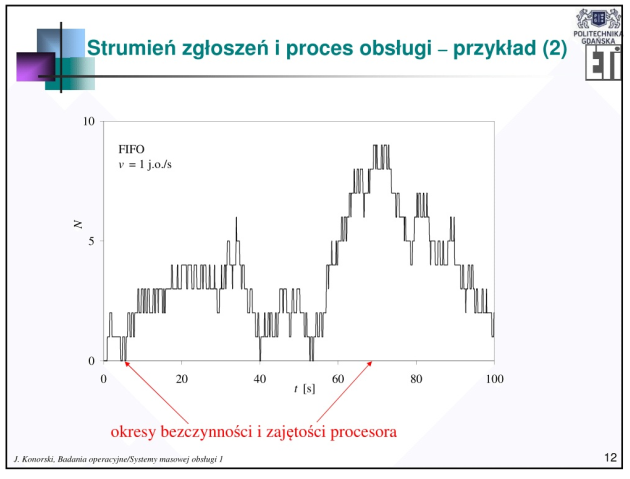 Strumień zgłoszeń i proces obsługi – przykład (2)
POLITECHNIKA
GDAŃSKA
ETI
10
FIFO
v = 1 j.o./s
N
5
0
0 20 40 60 80 100
t [s]
okresy bezczynności i zajętości procesora
J. Konorski, Badania operacyjne/Systemy masowej obsługi 1
12